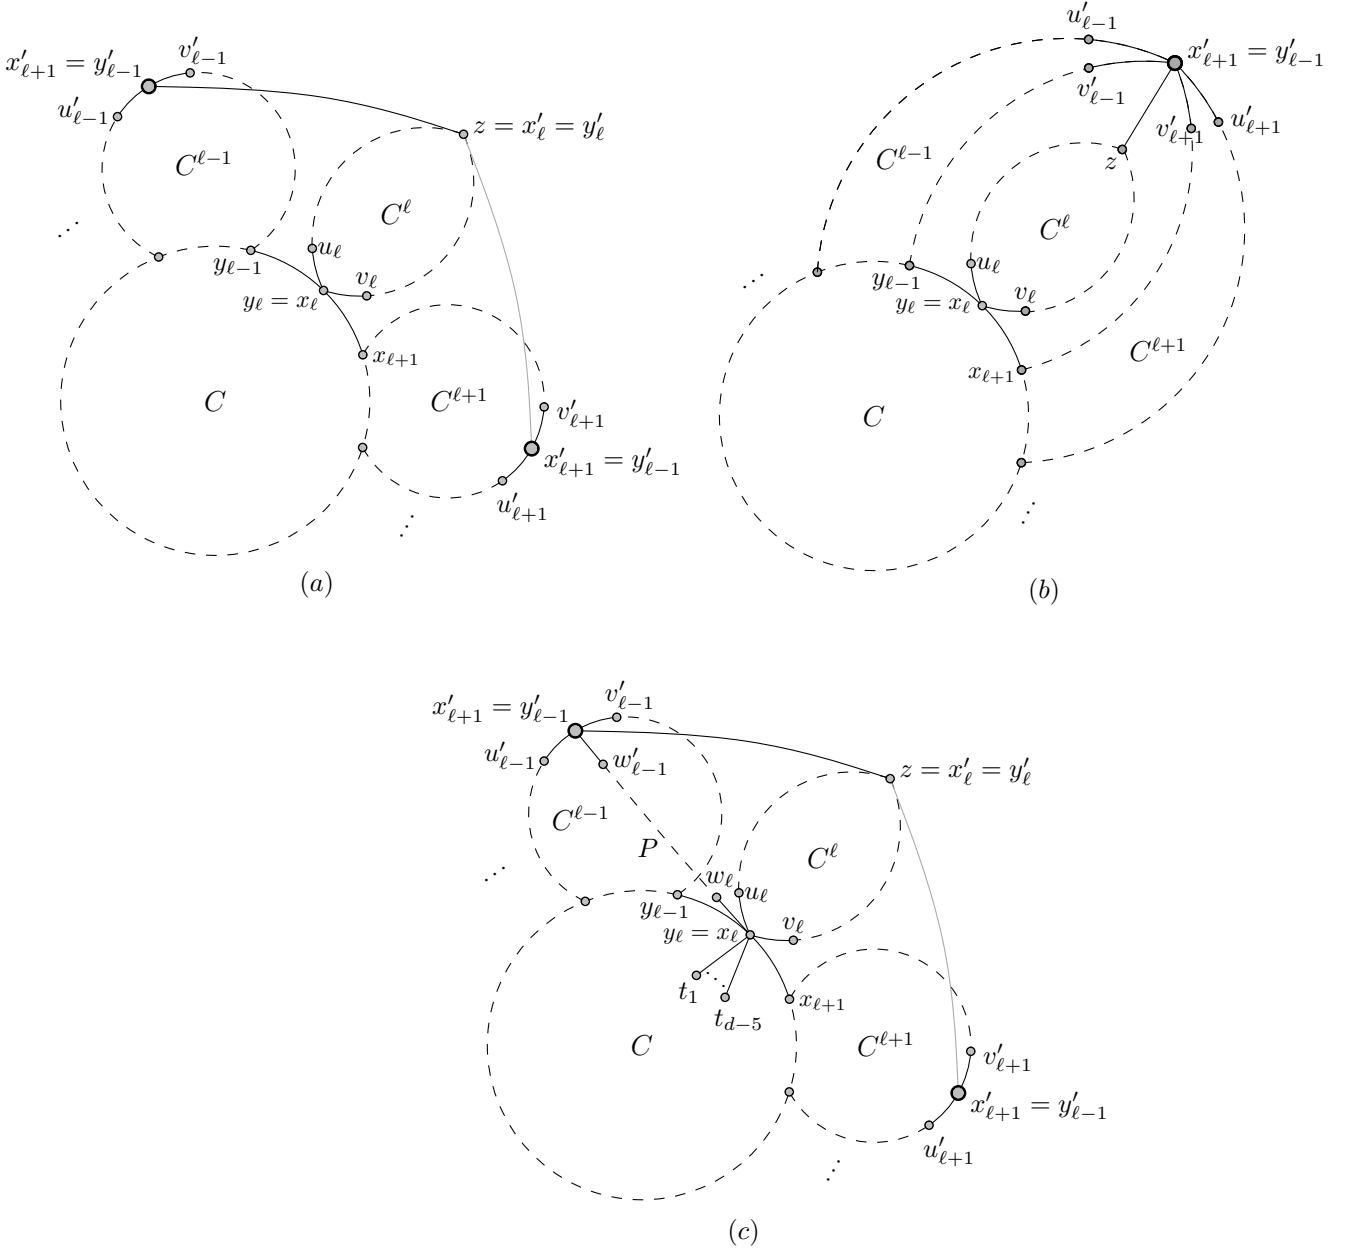 v′_{ℓ−1}
x′_{ℓ+1} = y′_{ℓ−1}
u′_{ℓ−1}
C^{ℓ−1}
z = x′_ℓ = y′_ℓ
C^ℓ
⋰
u_ℓ
y_{ℓ−1}
v_ℓ
y_ℓ = x_ℓ
x_{ℓ+1}
C
C^{ℓ+1}
v′_{ℓ+1}
x′_{ℓ+1} = y′_{ℓ−1}
u′_{ℓ+1}
⋰
(a)
u′_{ℓ−1}
x′_{ℓ+1} = y′_{ℓ−1}
v′_{ℓ−1}
v′_{ℓ+1}
u′_{ℓ+1}
C^{ℓ−1}
z
C^ℓ
⋰
u_ℓ
y_{ℓ−1}
v_ℓ
y_ℓ = x_ℓ
C^{ℓ+1}
x_{ℓ+1}
C
⋰
(b)
v′_{ℓ−1}
x′_{ℓ+1} = y′_{ℓ−1}
u′_{ℓ−1}
w′_{ℓ−1}
z = x′_ℓ = y′_ℓ
C^{ℓ−1}
P
C^ℓ
⋰
w_ℓ
u_ℓ
y_{ℓ−1}
v_ℓ
y_ℓ = x_ℓ
t_1
⋱
t_{d−5}
x_{ℓ+1}
C
C^{ℓ+1}
v′_{ℓ+1}
x′_{ℓ+1} = y′_{ℓ−1}
u′_{ℓ+1}
⋰
(c)